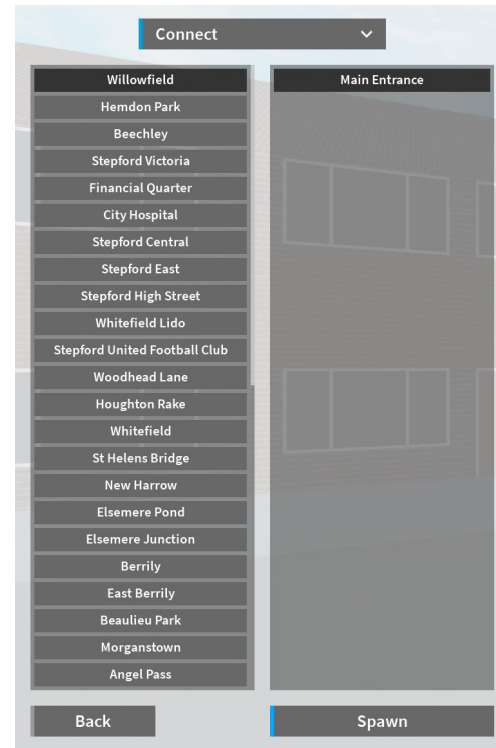 Connect
Willowfield
Hemdon Park
Beechley
Stepford Victoria
Financial Quarter
City Hospital
Stepford Central
Stepford East
Stepford High Street
Whitefield Lido
Stepford United Football Club
Woodhead Lane
Houghton Rake
Whitefield
St Helens Bridge
New Harrow
Elsemere Pond
Elsemere Junction
Berrily
East Berrily
Beaulieu Park
Morganstown
Angel Pass
Main Entrance
Back
Spawn